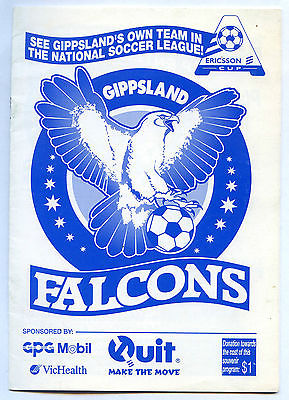 SEE GIPPSLAND'S OWN TEAM IN
THE NATIONAL SOCCER LEAGUE!
ERICSSON
CUP
GIPPSLAND
FALCONS
SPONSORED BY:
GPG Mobil
VicHealth
Quit®
MAKE THE MOVE
Donation towards
the cost of this
souvenir
program: $1